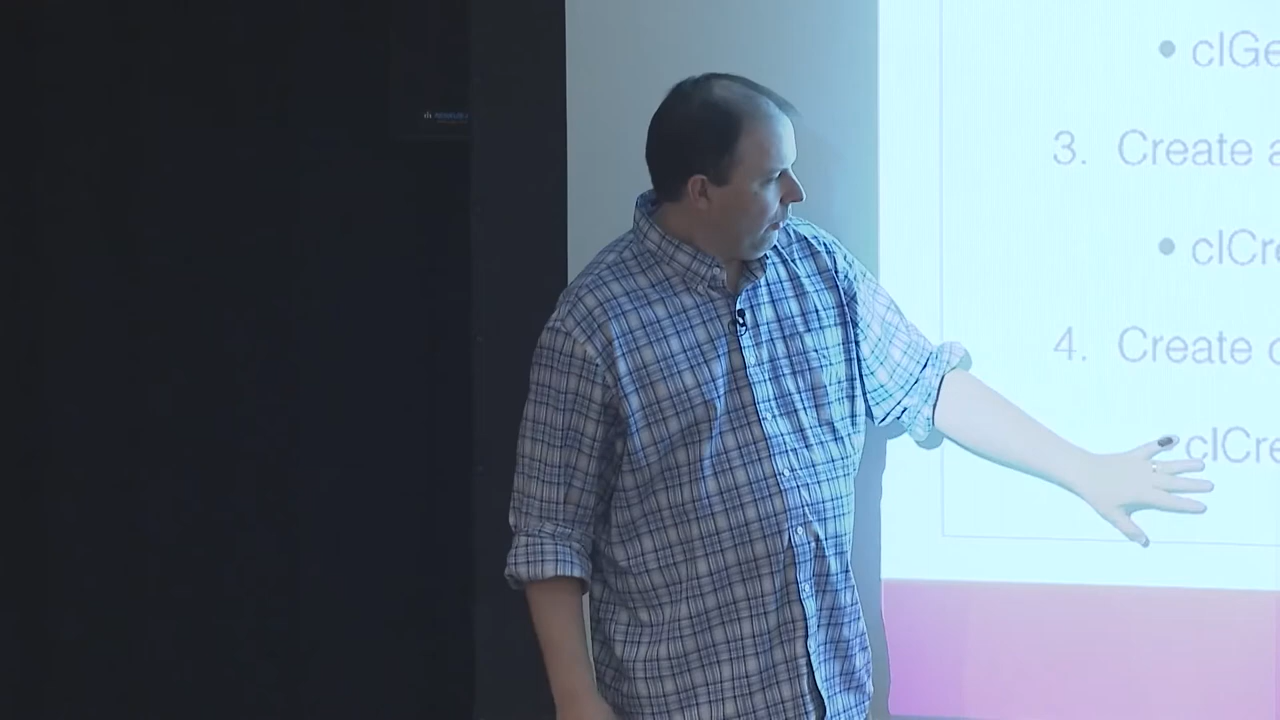 • clGe
3. Create a
• clCre
4. Create c
clCre